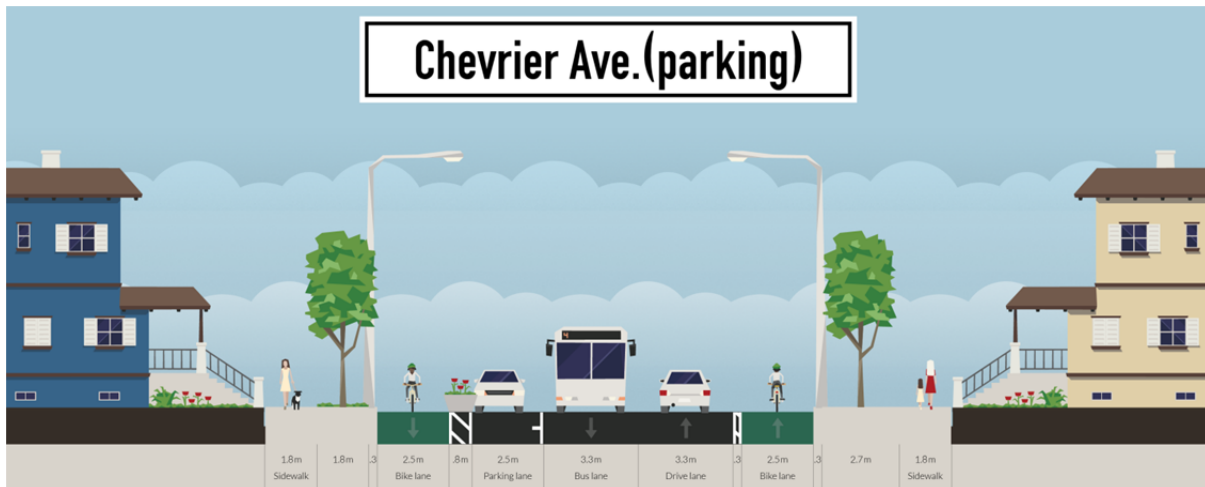 Chevrier Ave.(parking)
4
1.8m 1.8m .3 2.5m .8m 2.5m 3.3m 3.3m .3 2.5m .3 2.7m 1.8m
Sidewalk Bike lane Parking lane Bus lane Drive lane Bike lane Sidewalk